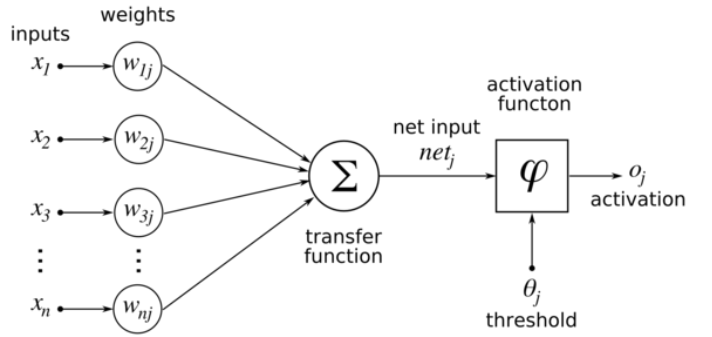 weights
inputs
x1
w1j
x2
w2j
x3
w3j
⋮
⋮
xn
wnj
Σ
transfer
function
net input
netj
activation
functon
φ
oj
activation
θj
threshold